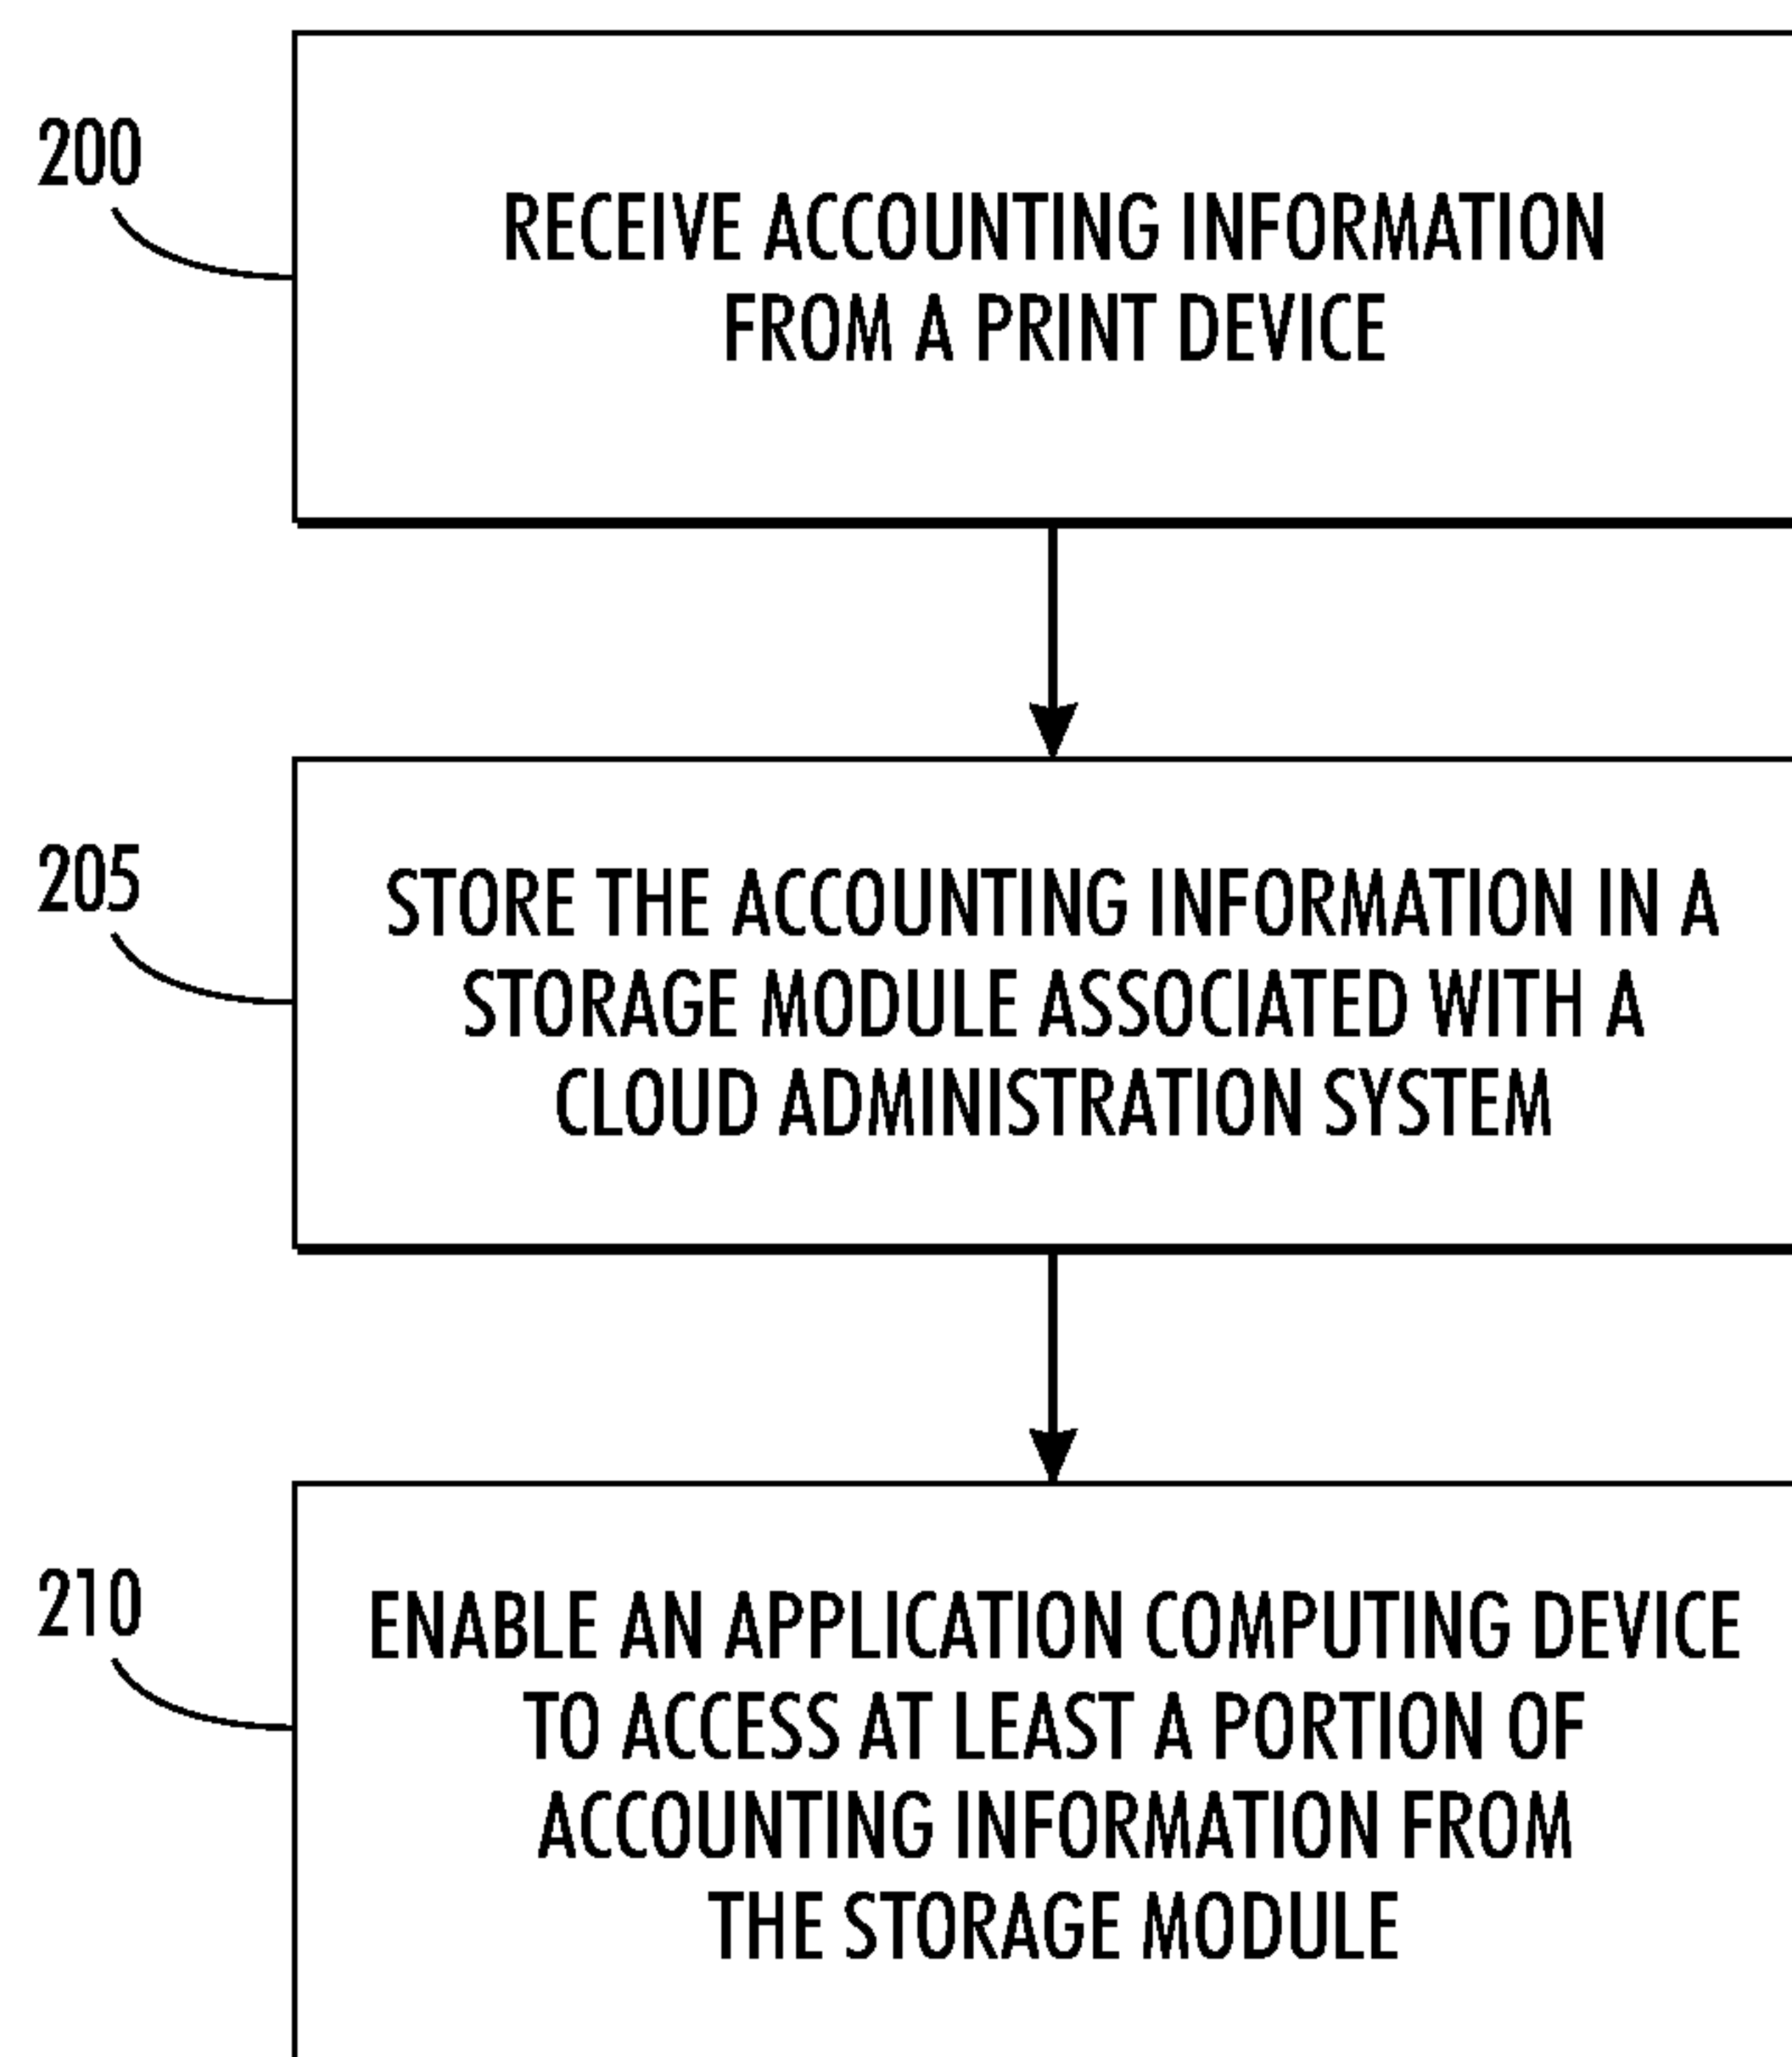 200
RECEIVE ACCOUNTING INFORMATION
FROM A PRINT DEVICE
205
STORE THE ACCOUNTING INFORMATION IN A
STORAGE MODULE ASSOCIATED WITH A
CLOUD ADMINISTRATION SYSTEM
210
ENABLE AN APPLICATION COMPUTING DEVICE
TO ACCESS AT LEAST A PORTION OF
ACCOUNTING INFORMATION FROM
THE STORAGE MODULE